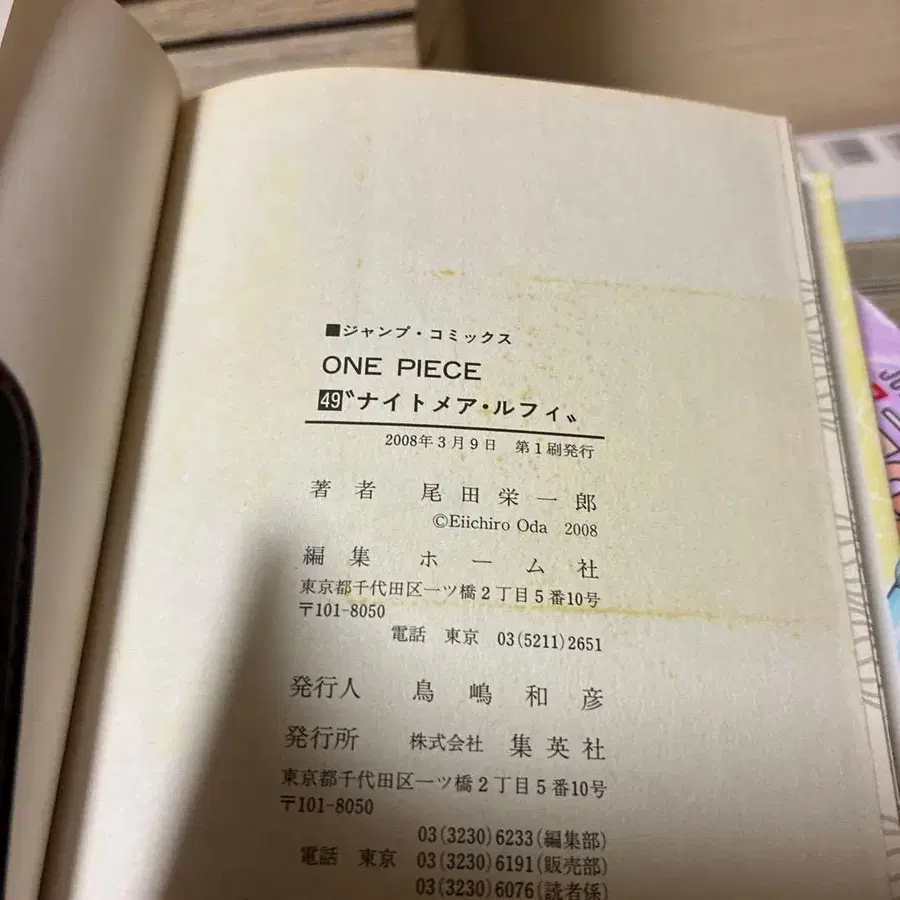 ■ジャンプ・コミックス
ONE PIECE
49〝ナイトメア・ルフィ〟
2008年3月9日 第1刷発行
著者 尾田栄一郎
©Eiichiro Oda 2008
編集 ホーム社
東京都千代田区一ツ橋2丁目5番10号
〒101-8050
電話 東京 03(5211)2651
発行人 鳥嶋和彦
発行所 株式会社 集英社
東京都千代田区一ツ橋2丁目5番10号
〒101-8050
03(3230)6233(編集部)
電話 東京 03(3230)6191(販売部)
03(3230)6076(読者係)